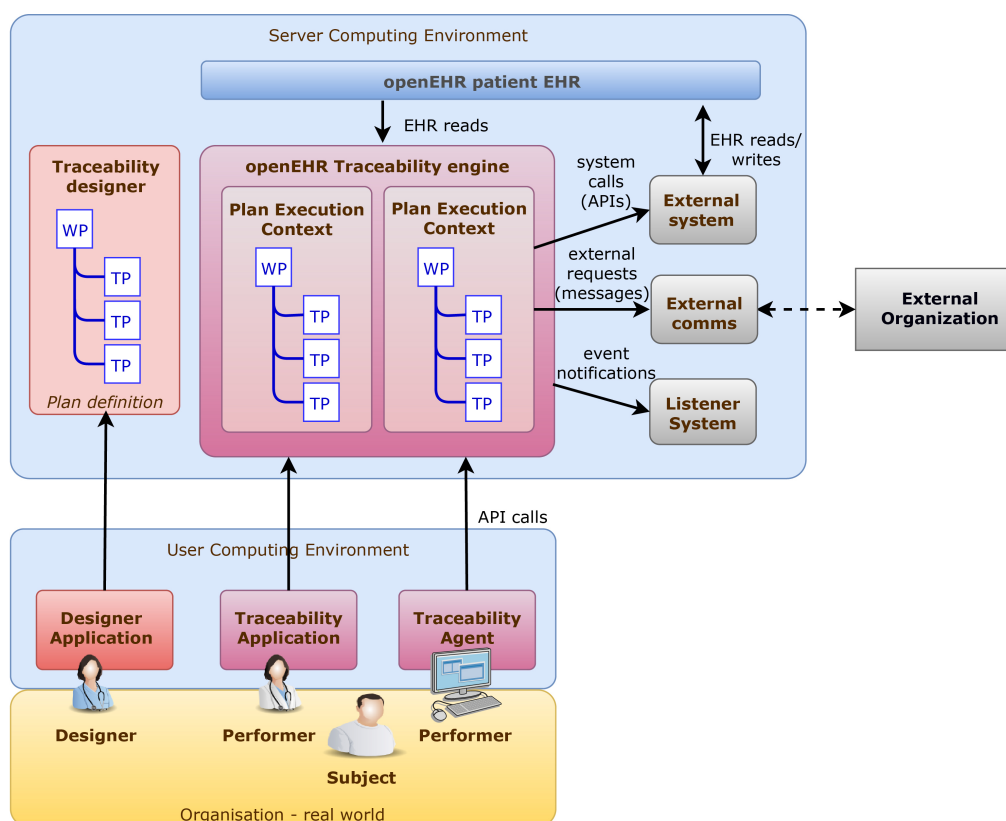 Server Computing Environment
openEHR patient EHR
EHR reads
EHR reads/
writes
Traceability
designer
WP
TP
TP
TP
Plan definition
openEHR Traceability engine
Plan Execution
Context
WP
TP
TP
TP
Plan Execution
Context
WP
TP
TP
TP
system
calls
(APIs)
External
system
external
requests
(messages)
External
comms
External
Organization
event
notifications
Listener
System
API calls
User Computing Environment
Designer
Application
Traceability
Application
Traceability
Agent
Designer
Performer
Performer
Subject
Organisation - real world